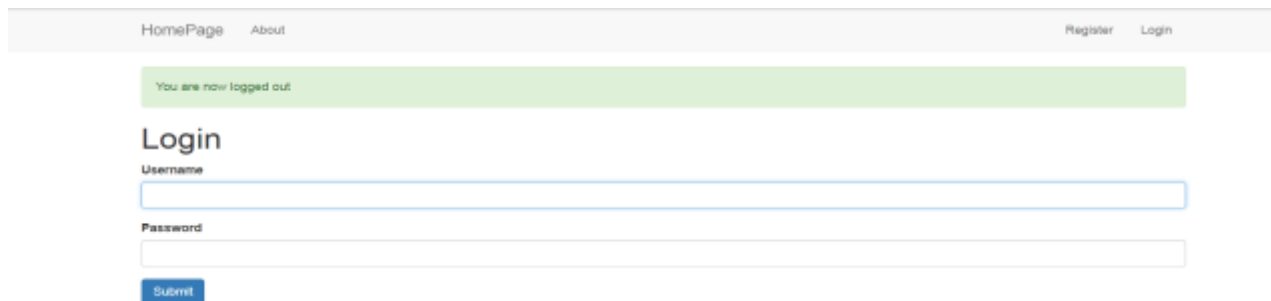 HomePage About Register Login
You are now logged out
Login
Username
Password
Submit